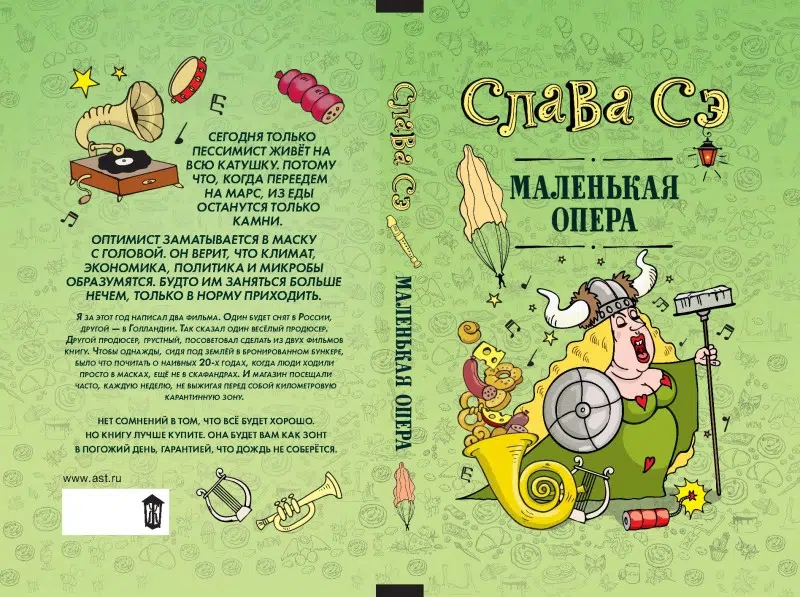 СЕГОДНЯ ТОЛЬКО
ПЕССИМИСТ ЖИВЁТ НА
ВСЮ КАТУШКУ. ПОТОМУ
ЧТО, КОГДА ПЕРЕЕДЕМ
НА МАРС, ИЗ ЕДЫ
ОСТАНУТСЯ ТОЛЬКО
КАМНИ.
ОПТИМИСТ ЗАМАТЫВАЕТСЯ В МАСКУ
С ГОЛОВОЙ. ОН ВЕРИТ, ЧТО КЛИМАТ,
ЭКОНОМИКА, ПОЛИТИКА И МИКРОБЫ
ОБРАЗУМЯТСЯ. БУДТО ИМ ЗАНЯТЬСЯ БОЛЬШЕ
НЕЧЕМ, ТОЛЬКО В НОРМУ ПРИХОДИТЬ.
Я ЗА ЭТОТ ГОД НАПИСАЛ ДВА ФИЛЬМА. ОДИН БУДЕТ СНЯТ В РОССИИ,
ДРУГОЙ — В ГОЛЛАНДИИ. ТАК СКАЗАЛ ОДИН ВЕСЁЛЫЙ ПРОДЮСЕР.
ДРУГОЙ ПРОДЮСЕР, ГРУСТНЫЙ, ПОСОВЕТОВАЛ СДЕЛАТЬ ИЗ ДВУХ ФИЛЬМОВ
КНИГУ. ЧТОБЫ ОДНАЖДЫ, СИДЯ ПОД ЗЕМЛЁЙ В БРОНИРОВАННОМ БУНКЕРЕ,
БЫЛО ЧТО ПОЧИТАТЬ О НАИВНЫХ 20-Х ГОДАХ, КОГДА ЛЮДИ ХОДИЛИ
ПРОСТО В МАСКАХ, ЕЩЁ НЕ В СКАФАНДРАХ. И МАГАЗИН ПОСЕЩАЛИ
ЧАСТО, КАЖДУЮ НЕДЕЛЮ, НЕ ВЫЖИГАЯ ПЕРЕД СОБОЙ КИЛОМЕТРОВУЮ
КАРАНТИННУЮ ЗОНУ.
НЕТ СОМНЕНИЙ В ТОМ, ЧТО ВСЁ БУДЕТ ХОРОШО.
НО КНИГУ ЛУЧШЕ КУПИТЕ. ОНА БУДЕТ ВАМ КАК ЗОНТ
В ПОГОЖИЙ ДЕНЬ, ГАРАНТИЕЙ, ЧТО ДОЖДЬ НЕ СОБЕРЁТСЯ.
www.ast.ru
СЛАВА СЭ
МАЛЕНЬКАЯ ОПЕРА
СЛАВА СЭ
МАЛЕНЬКАЯ
ОПЕРА